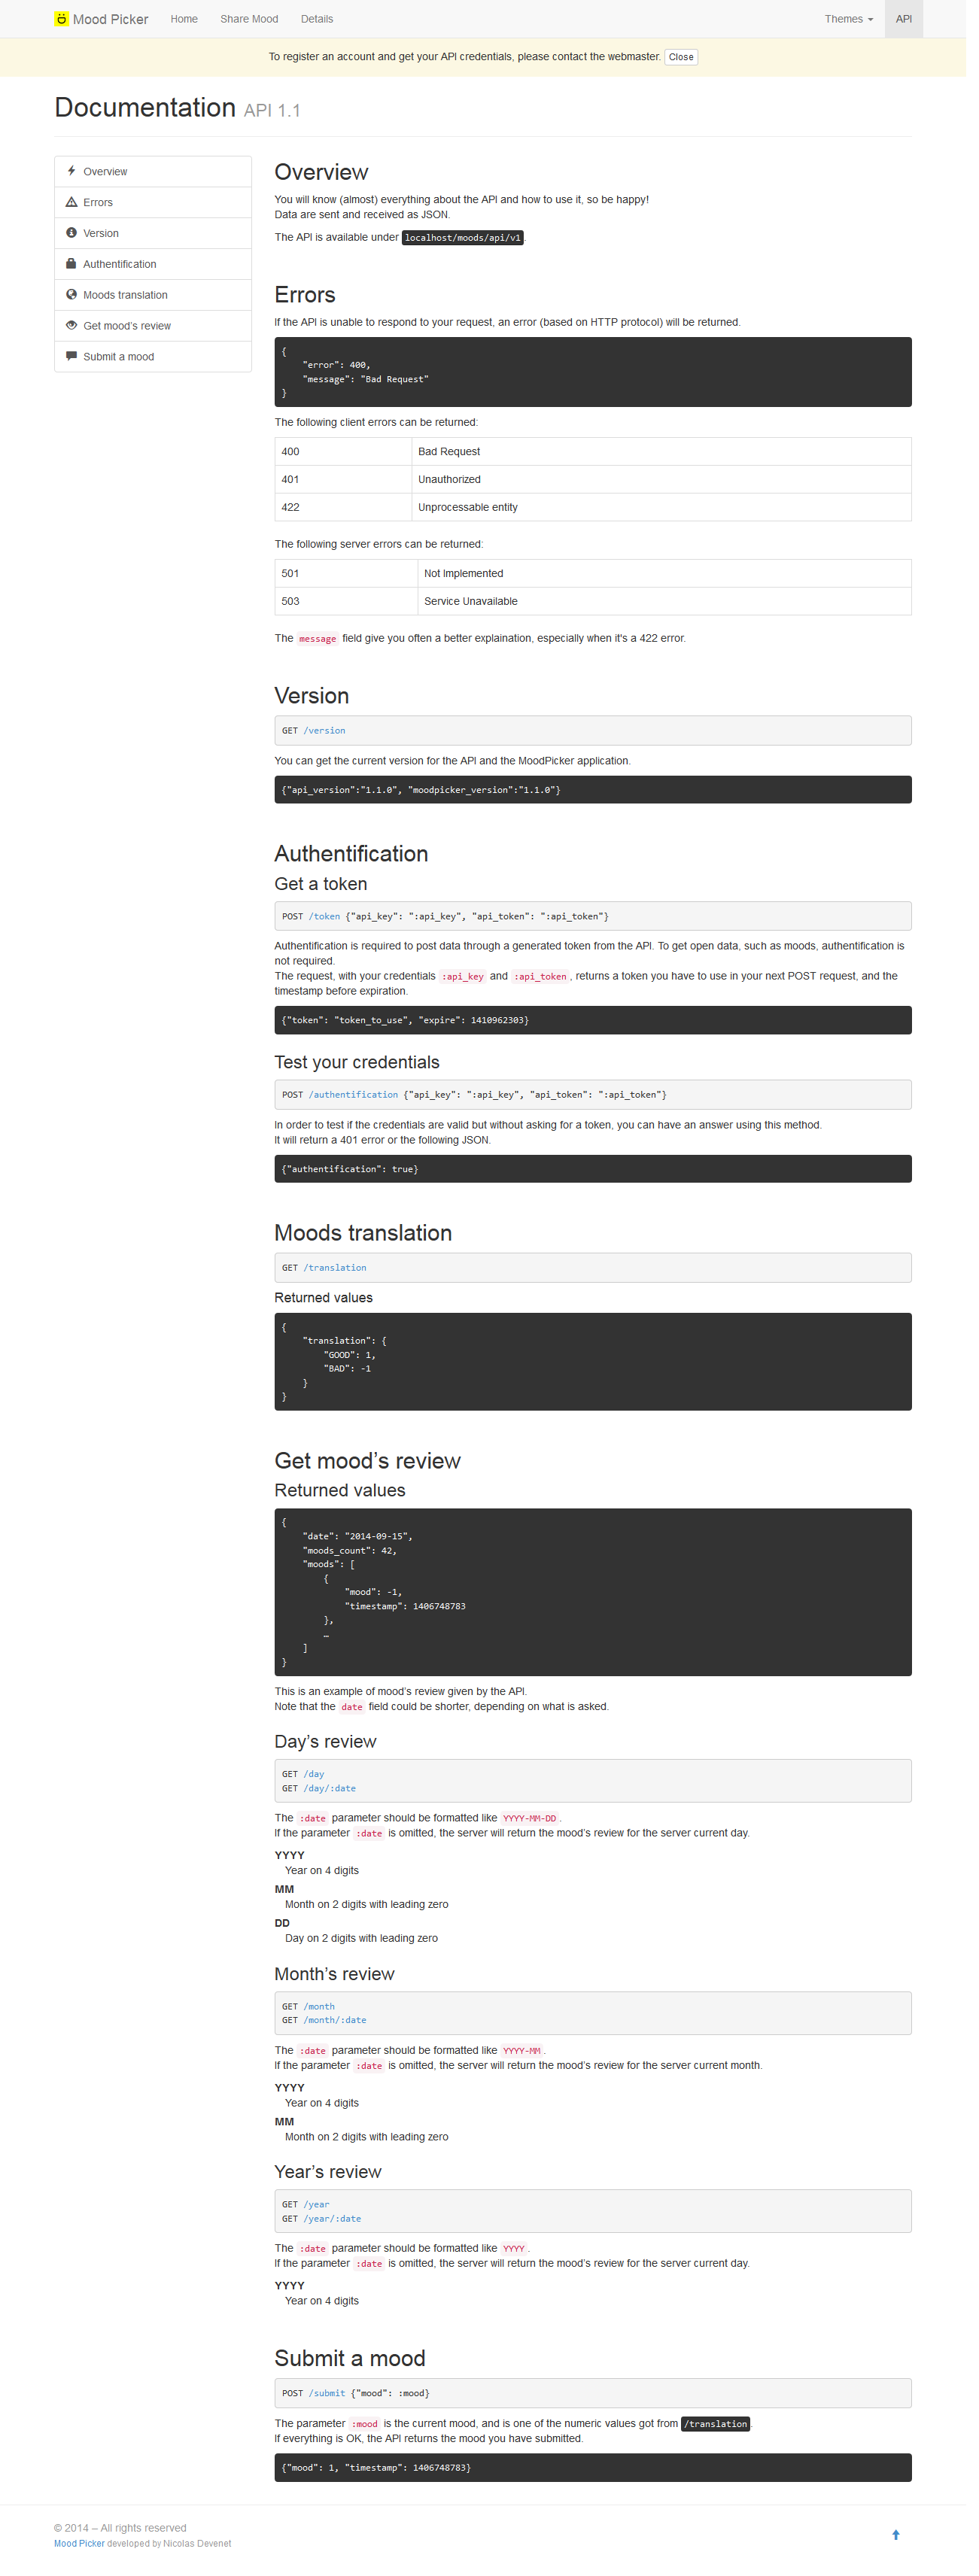 Mood Picker Home Share Mood Details Themes API
To register an account and get your API credentials, please contact the webmaster. Close
Documentation API 1.1
Overview
Errors
Version
Authentification
Moods translation
Get mood’s review
Submit a mood
Overview
You will know (almost) everything about the API and how to use it, so be happy!
Data are sent and received as JSON.
The API is available under localhost/moods/api/v1.
Errors
If the API is unable to respond to your request, an error (based on HTTP protocol) will be returned.
{
"error": 400,
"message": "Bad Request"
}
The following client errors can be returned:
400 Bad Request
401 Unauthorized
422 Unprocessable entity
The following server errors can be returned:
501 Not Implemented
503 Service Unavailable
The message field give you often a better explaination, especially when it's a 422 error.
Version
GET /version
You can get the current version for the API and the MoodPicker application.
{"api_version":"1.1.0", "moodpicker_version":"1.1.0"}
Authentification
Get a token
POST /token {"api_key": ":api_key", "api_token": ":api_token"}
Authentification is required to post data through a generated token from the API. To get open data, such as moods, authentification is
not required.
The request, with your credentials :api_key and :api_token, returns a token you have to use in your next POST request, and the
timestamp before expiration.
{"token": "token_to_use", "expire": 1410962303}
Test your credentials
POST /authentification {"api_key": ":api_key", "api_token": ":api_token"}
In order to test if the credentials are valid but without asking for a token, you can have an answer using this method.
It will return a 401 error or the following JSON.
{"authentification": true}
Moods translation
GET /translation
Returned values
{
"translation": {
"GOOD": 1,
"BAD": -1
}
}
Get mood’s review
Returned values
{
"date": "2014-09-15",
"moods_count": 42,
"moods": [
{
"mood": -1,
"timestamp": 1406748783
},
…
]
}
This is an example of mood’s review given by the API.
Note that the date field could be shorter, depending on what is asked.
Day’s review
GET /day
GET /day/:date
The :date parameter should be formatted like YYYY-MM-DD.
If the parameter :date is omitted, the server will return the mood’s review for the server current day.
YYYY
Year on 4 digits
MM
Month on 2 digits with leading zero
DD
Day on 2 digits with leading zero
Month’s review
GET /month
GET /month/:date
The :date parameter should be formatted like YYYY-MM.
If the parameter :date is omitted, the server will return the mood’s review for the server current month.
YYYY
Year on 4 digits
MM
Month on 2 digits with leading zero
Year’s review
GET /year
GET /year/:date
The :date parameter should be formatted like YYYY.
If the parameter :date is omitted, the server will return the mood’s review for the server current day.
YYYY
Year on 4 digits
Submit a mood
POST /submit {"mood": :mood}
The parameter :mood is the current mood, and is one of the numeric values got from /translation.
If everything is OK, the API returns the mood you have submitted.
{"mood": 1, "timestamp": 1406748783}
© 2014 – All rights reserved
Mood Picker developed by Nicolas Devenet